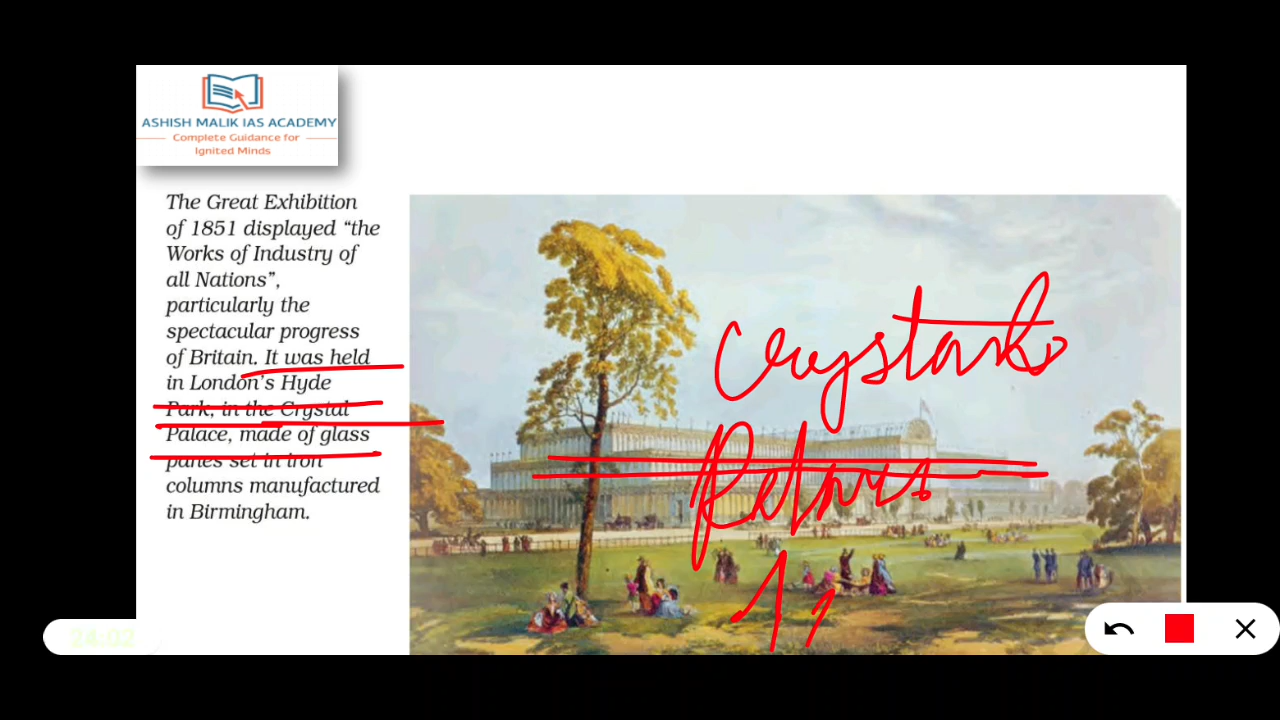 ASHISH MALIK IAS ACADEMY
Complete Guidance for
Ignited Minds
The Great Exhibition
of 1851 displayed “the
Works of Industry of
all Nations”,
particularly the
spectacular progress
of Britain. It was held
in London’s Hyde
Park, in the Crystal
Palace, made of glass
panes set in iron
columns manufactured
in Birmingham.
24:02